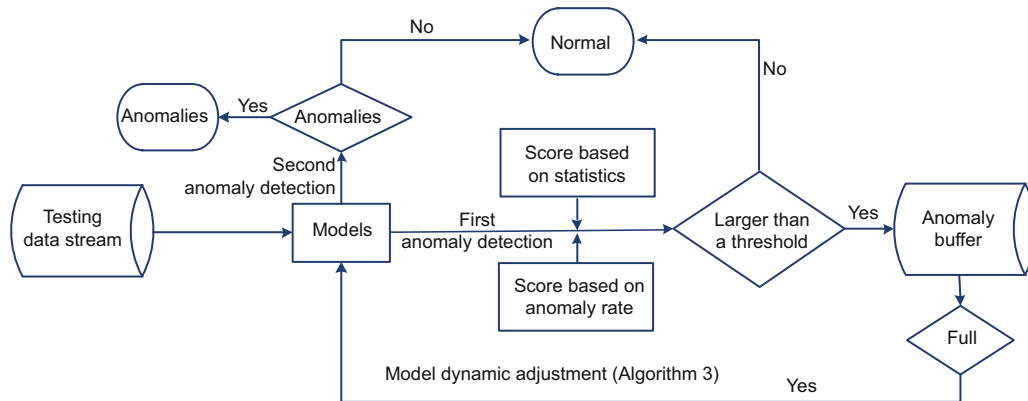 No
Normal
No
Anomalies
Yes
Anomalies
Second
anomaly detection
Score based
on statistics
Testing
data stream
Models
First
anomaly detection
Larger than
a threshold
Yes
Anomaly
buffer
Score based on
anomaly rate
Full
Model dynamic adjustment (Algorithm 3)
Yes